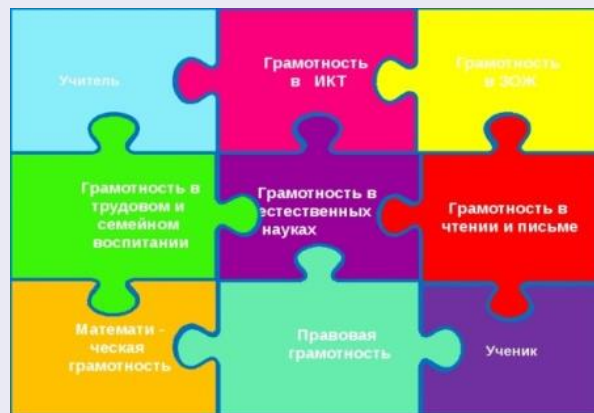 Учитель
Грамотность
в ИКТ
Грамотность
в ЗОЖ
Грамотность в
трудовом и
семейном
воспитании
Грамотность в
естественных
науках
Грамотность в
чтении и письме
Математи -
ческая
грамотность
Правовая
грамотность
Ученик